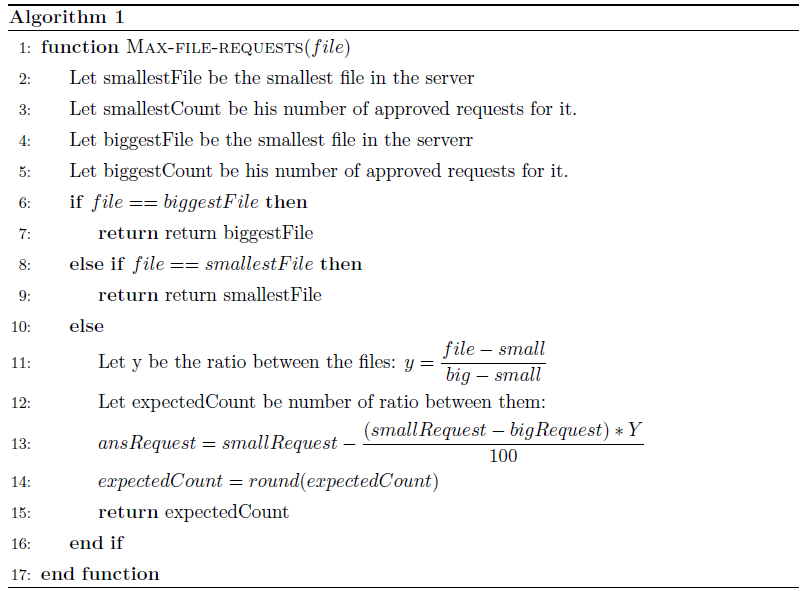 Algorithm 1
1: function MAX-FILE-REQUESTS(file)
2: Let smallestFile be the smallest file in the server
3: Let smallestCount be his number of approved requests for it.
4: Let biggestFile be the smallest file in the serverr
5: Let biggestCount be his number of approved requests for it.
6: if file == biggestFile then
7: return return biggestFile
8: else if file == smallestFile then
9: return return smallestFile
10: else
11: Let y be the ratio between the files: y = \frac{file - small}{big - small}
12: Let expectedCount be number of ratio between them:
13: ansRequest = smallRequest - \frac{(smallRequest - bigRequest) * Y}{100}
14: expectedCount = round(expectedCount)
15: return expectedCount
16: end if
17: end function